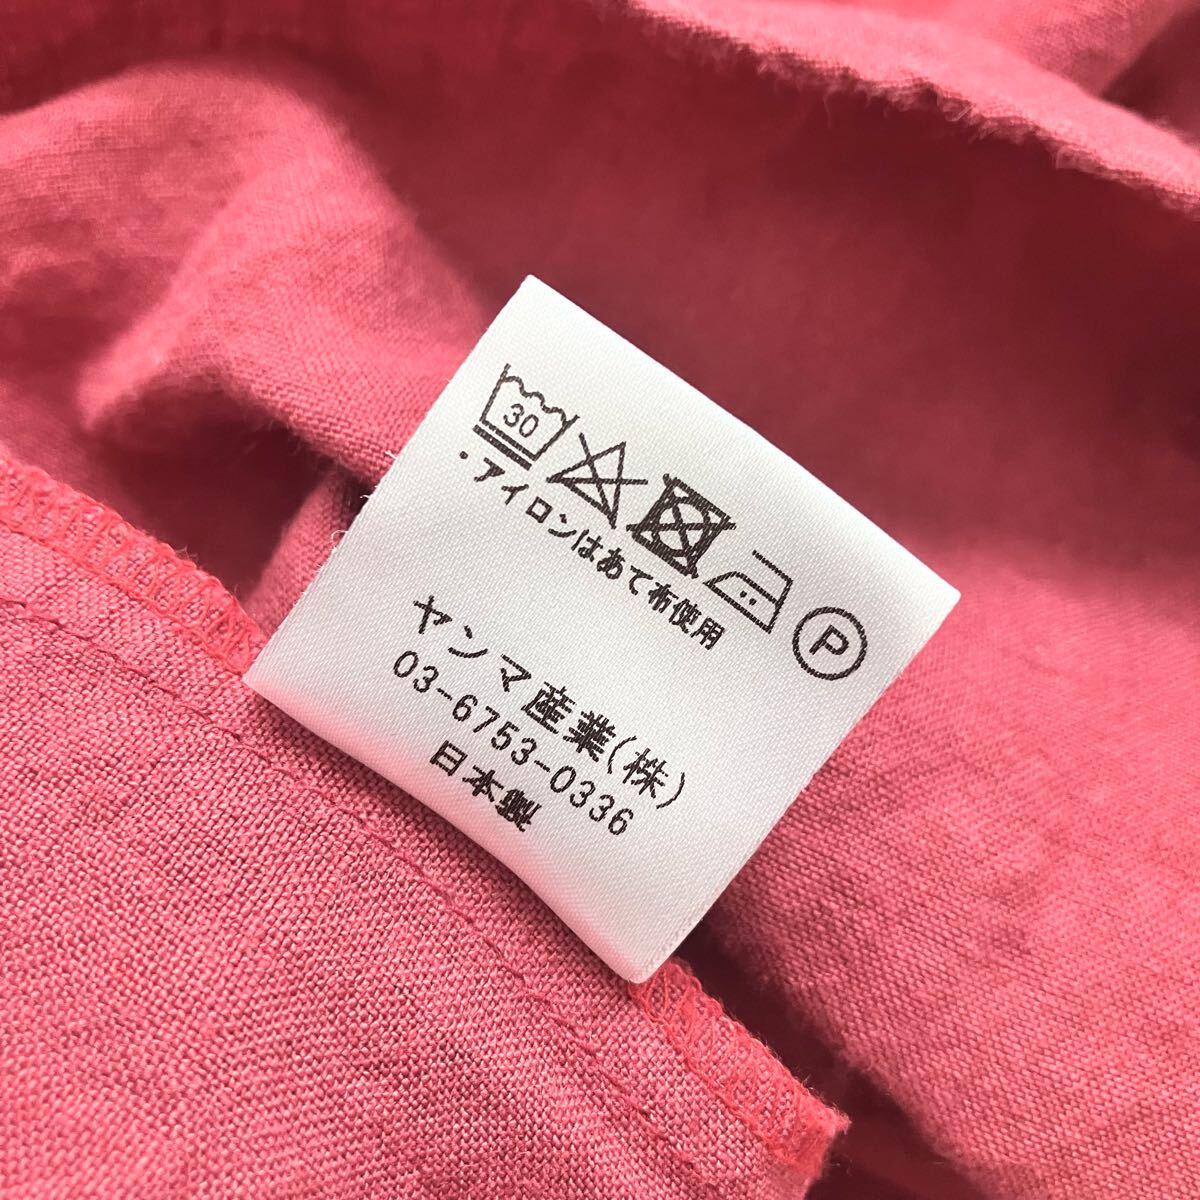 30
P
・アイロンはあて布使用
ヤンマ産業(株)
03-6753-0336
日本製